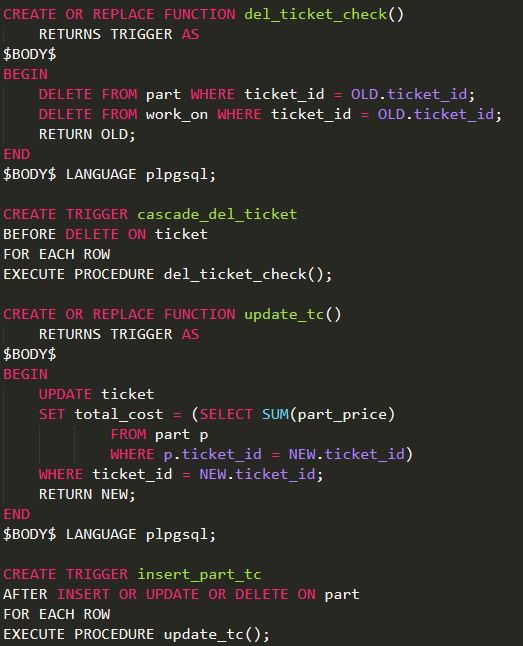 CREATE OR REPLACE FUNCTION del_ticket_check()
    RETURNS TRIGGER AS
$BODY$
BEGIN
    DELETE FROM part WHERE ticket_id = OLD.ticket_id;
    DELETE FROM work_on WHERE ticket_id = OLD.ticket_id;
    RETURN OLD;
END
$BODY$ LANGUAGE plpgsql;

CREATE TRIGGER cascade_del_ticket
BEFORE DELETE ON ticket
FOR EACH ROW
EXECUTE PROCEDURE del_ticket_check();

CREATE OR REPLACE FUNCTION update_tc()
    RETURNS TRIGGER AS
$BODY$
BEGIN
    UPDATE ticket
    SET total_cost = (SELECT SUM(part_price)
            FROM part p
            WHERE p.ticket_id = NEW.ticket_id)
    WHERE ticket_id = NEW.ticket_id;
    RETURN NEW;
END
$BODY$ LANGUAGE plpgsql;

CREATE TRIGGER insert_part_tc
AFTER INSERT OR UPDATE OR DELETE ON part
FOR EACH ROW
EXECUTE PROCEDURE update_tc();